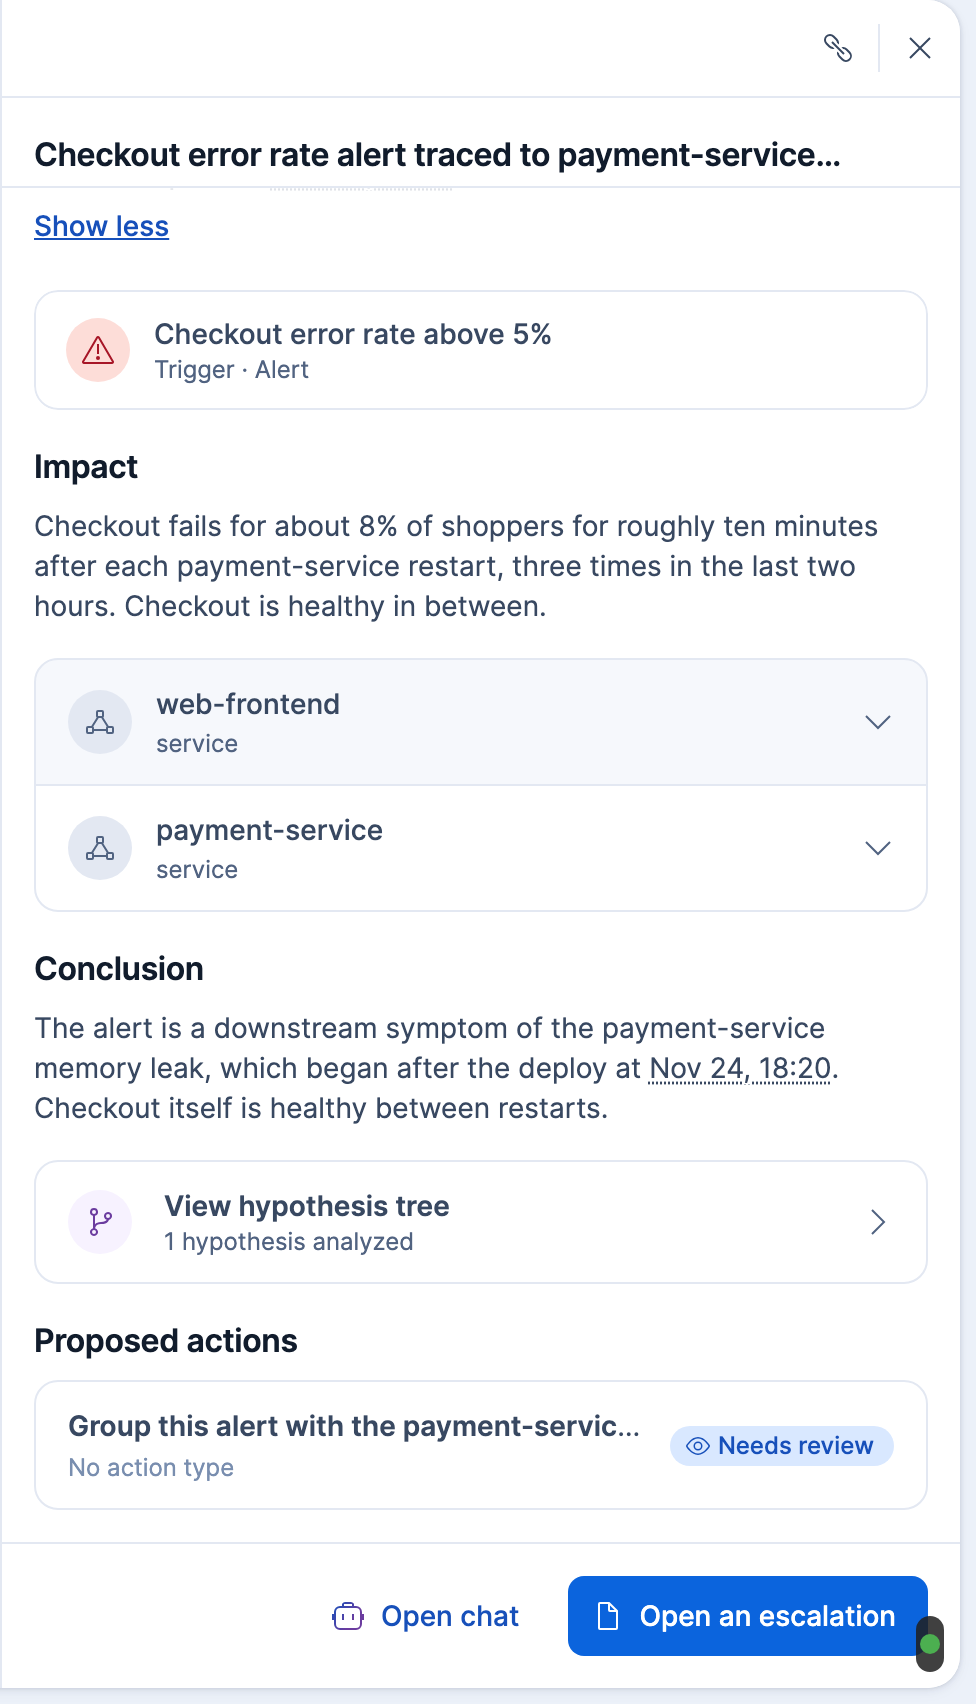 Checkout error rate alert traced to payment-service...
Show less
Checkout error rate above 5%
Trigger · Alert
Impact
Checkout fails for about 8% of shoppers for roughly ten minutes
after each payment-service restart, three times in the last two
hours. Checkout is healthy in between.
web-frontend
service
payment-service
service
Conclusion
The alert is a downstream symptom of the payment-service
memory leak, which began after the deploy at Nov 24, 18:20.
Checkout itself is healthy between restarts.
View hypothesis tree
1 hypothesis analyzed
Proposed actions
Group this alert with the payment-servic...
No action type
Needs review
Open chat
Open an escalation